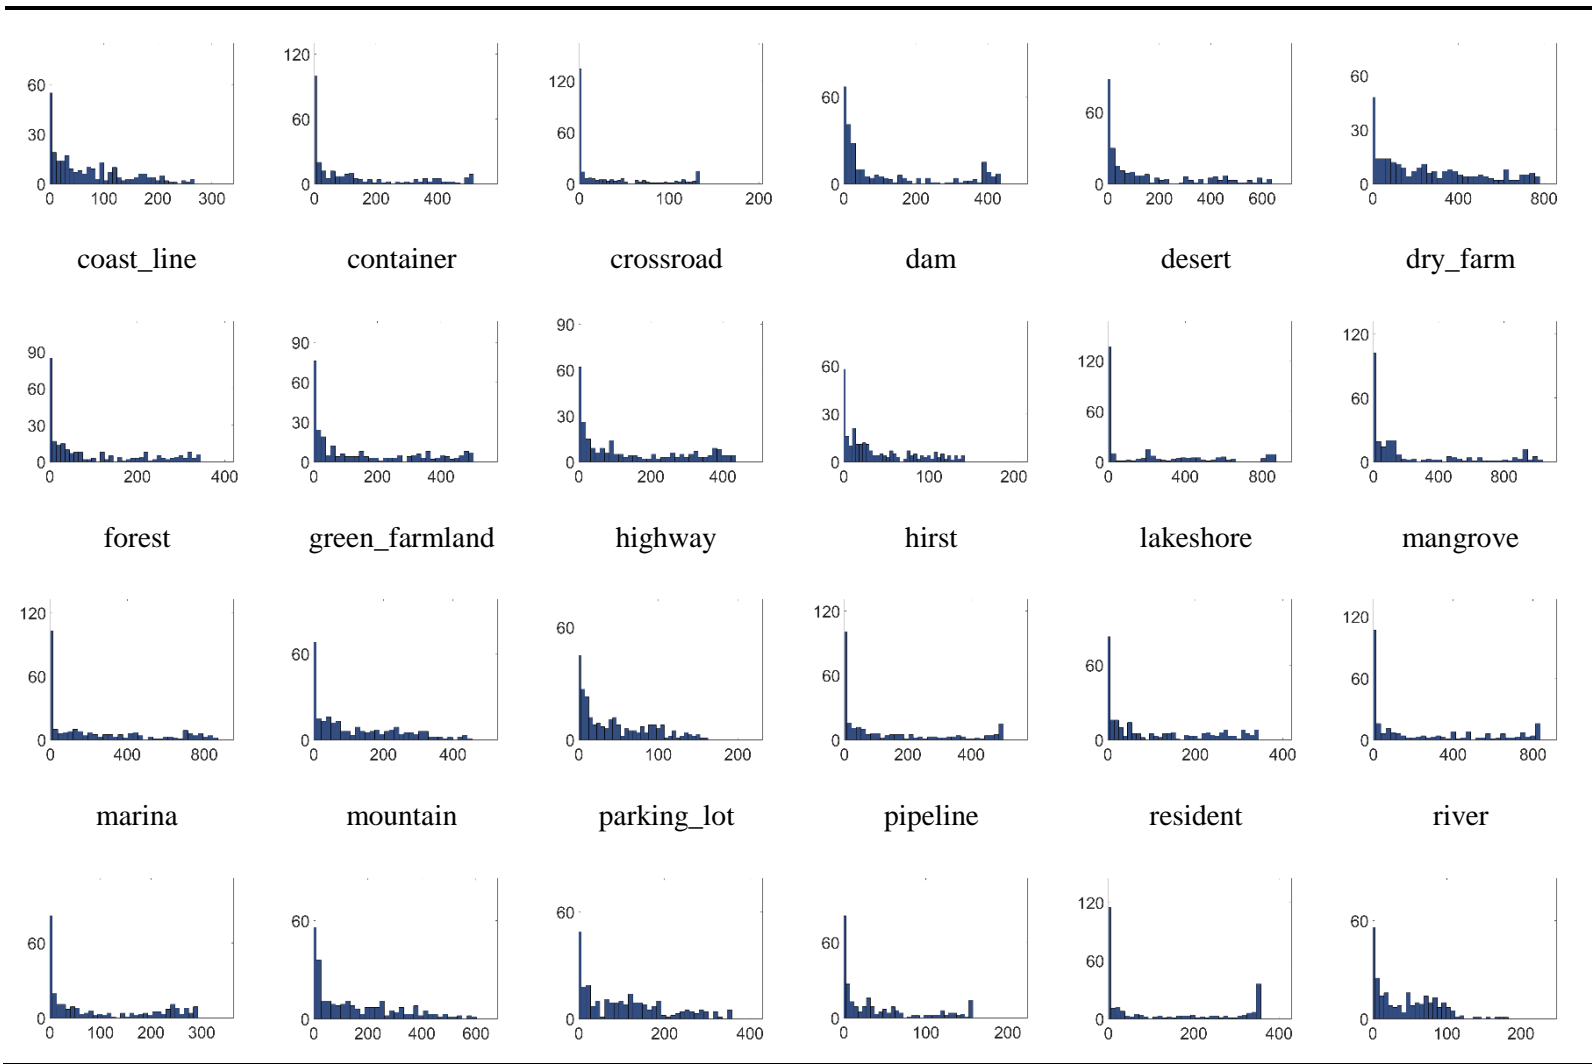 60
30
0
0 100 200 300
120
60
0
0 200 400
120
60
0
0 100 200
60
0
0 200 400
60
0
0 200 400 600
60
30
0
0 400 800
coast_line container crossroad dam desert dry_farm
90
60
30
0
0 200 400
90
60
30
0
0 200 400
90
60
30
0
0 200 400
60
30
0
0 100 200
120
60
0
0 400 800
120
60
0
0 400 800
forest green_farmland highway hirst lakeshore mangrove
120
60
0
0 400 800
60
0
0 200 400
60
0
0 100 200
120
60
0
0 200 400
60
0
0 200 400
120
60
0
0 400 800
marina mountain parking_lot pipeline resident river
60
0
0 100 200 300
60
0
0 200 400 600
60
0
0 100 200 300 400
60
0
0 100 200
120
60
0
0 200 400
60
0
0 100 200